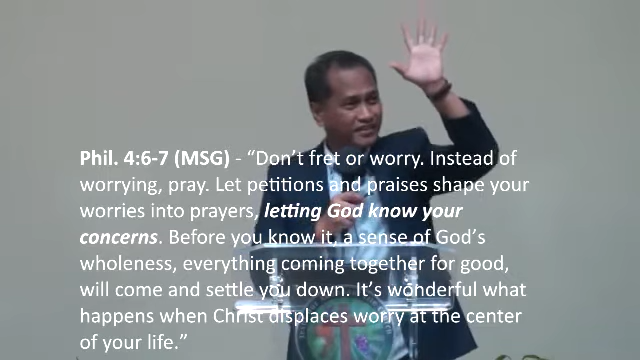 Phil. 4:6-7 (MSG) - “Don’t fret or worry. Instead of
worrying, pray. Let petitions and praises shape your
worries into prayers, letting God know your
concerns. Before you know it, a sense of God’s
wholeness, everything coming together for good,
will come and settle you down. It’s wonderful what
happens when Christ displaces worry at the center
of your life.”